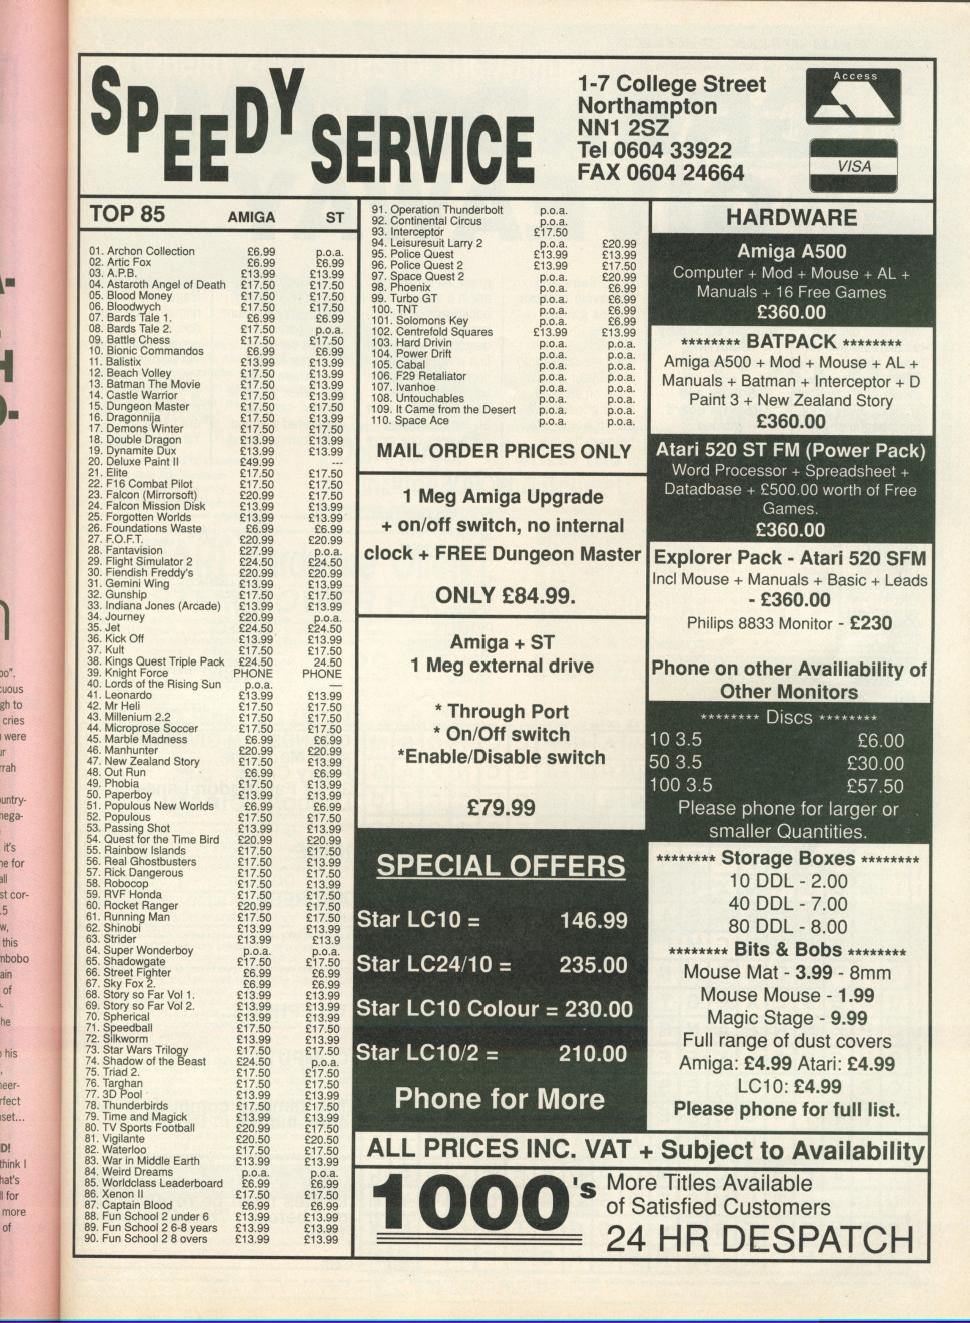 SPEEDY SERVICE
1-7 College Street
Northampton
NN1 2SZ
Tel 0604 33922
FAX 0604 24664
Access
VISA
TOP 85 AMIGA ST
01. Archon Collection £6.99 p.o.a.
02. Artic Fox £6.99 £6.99
03. A.P.B. £13.99 £13.99
04. Astaroth Angel of Death £17.50 £17.50
05. Blood Money £17.50 £17.50
06. Bloodwych £17.50 £17.50
07. Bards Tale 1. £6.99 £6.99
08. Bards Tale 2. £17.50 p.o.a.
09. Battle Chess £17.50 £17.50
10. Bionic Commandos £6.99 £6.99
11. Balistix £13.99 £13.99
12. Beach Volley £17.50 £13.99
13. Batman The Movie £17.50 £13.99
14. Castle Warrior £17.50 £13.99
15. Dungeon Master £17.50 £17.50
16. Dragonnija £17.50 £13.99
17. Demons Winter £17.50 £17.50
18. Double Dragon £13.99 £13.99
19. Dynamite Dux £13.99 £13.99
20. Deluxe Paint II £49.99 ---
21. Elite £17.50 £17.50
22. F16 Combat Pilot £17.50 £17.50
23. Falcon (Mirrorsoft) £20.99 £17.50
24. Falcon Mission Disk £13.99 £13.99
25. Forgotten Worlds £13.99 £13.99
26. Foundations Waste £6.99 £6.99
27. F.O.F.T. £20.99 £20.99
28. Fantavision £27.99 p.o.a.
29. Flight Simulator 2 £24.50 £24.50
30. Fiendish Freddy's £20.99 £20.99
31. Gemini Wing £13.99 £13.99
32. Gunship £17.50 £17.50
33. Indiana Jones (Arcade) £13.99 £13.99
34. Journey £20.99 p.o.a.
35. Jet £24.50 £24.50
36. Kick Off £13.99 £13.99
37. Kult £17.50 £17.50
38. Kings Quest Triple Pack £24.50 24.50
39. Knight Force PHONE PHONE
40. Lords of the Rising Sun p.o.a. —
41. Leonardo £13.99 £13.99
42. Mr Heli £17.50 £17.50
43. Millenium 2.2 £17.50 £17.50
44. Microprose Soccer £17.50 £17.50
45. Marble Madness £6.99 £6.99
46. Manhunter £20.99 £20.99
47. New Zealand Story £17.50 £13.99
48. Out Run £6.99 £6.99
49. Phobia £17.50 £17.50
50. Paperboy £13.99 £13.99
51. Populous New Worlds £6.99 £6.99
52. Populous £17.50 £17.50
53. Passing Shot £13.99 £13.99
54. Quest for the Time Bird £20.99 £20.99
55. Rainbow Islands £17.50 £17.50
56. Real Ghostbusters £17.50 £13.99
57. Rick Dangerous £17.50 £17.50
58. Robocop £17.50 £13.99
59. RVF Honda £17.50 £17.50
60. Rocket Ranger £20.99 £17.50
61. Running Man £17.50 £17.50
62. Shinobi £13.99 £13.99
63. Strider £13.99 £13.9
64. Super Wonderboy p.o.a. p.o.a.
65. Shadowgate £17.50 £17.50
66. Street Fighter £6.99 £6.99
67. Sky Fox 2. £6.99 £6.99
68. Story so Far Vol 1. £13.99 £13.99
69. Story so Far Vol 2. £13.99 £13.99
70. Spherical £13.99 £13.99
71. Speedball £17.50 £17.50
72. Silkworm £13.99 £13.99
73. Star Wars Trilogy £17.50 £17.50
74. Shadow of the Beast £24.50 p.o.a.
75. Triad 2. £17.50 £17.50
76. Targhan £17.50 £17.50
77. 3D Pool £13.99 £13.99
78. Thunderbirds £17.50 £17.50
79. Time and Magick £13.99 £13.99
80. TV Sports Football £20.99 £17.50
81. Vigilante £20.50 £20.50
82. Waterloo £17.50 £17.50
83. War in Middle Earth £13.99 £13.99
84. Weird Dreams p.o.a. p.o.a.
85. Worldclass Leaderboard £6.99 £6.99
86. Xenon II £17.50 £17.50
87. Captain Blood £6.99 £6.99
88. Fun School 2 under 6 £13.99 £13.99
89. Fun School 2 6-8 years £13.99 £13.99
90. Fun School 2 8 overs £13.99 £13.99
91. Operation Thunderbolt p.o.a.
92. Continental Circus p.o.a.
93. Interceptor £17.50
94. Leisuresuit Larry 2 p.o.a. £20.99
95. Police Quest £13.99 £13.99
96. Police Quest 2 £13.99 £17.50
97. Space Quest 2 p.o.a. £20.99
98. Phoenix p.o.a. £6.99
99. Turbo GT p.o.a. £6.99
100. TNT p.o.a. £6.99
101. Solomons Key p.o.a. £6.99
102. Centrefold Squares £13.99 £13.99
103. Hard Drivin p.o.a. p.o.a.
104. Power Drift p.o.a. p.o.a.
105. Cabal p.o.a. p.o.a.
106. F29 Retaliator p.o.a. p.o.a.
107. Ivanhoe p.o.a. p.o.a.
108. Untouchables p.o.a. p.o.a.
109. It Came from the Desert p.o.a. p.o.a.
110. Space Ace p.o.a. p.o.a.
MAIL ORDER PRICES ONLY
1 Meg Amiga Upgrade
+ on/off switch, no internal
clock + FREE Dungeon Master
ONLY £84.99.
Amiga + ST
1 Meg external drive
* Through Port
* On/Off switch
*Enable/Disable switch
£79.99
SPECIAL OFFERS
Star LC10 = 146.99
Star LC24/10 = 235.00
Star LC10 Colour = 230.00
Star LC10/2 = 210.00
Phone for More
HARDWARE
Amiga A500
Computer + Mod + Mouse + AL +
Manuals + 16 Free Games
£360.00
******** BATPACK ********
Amiga A500 + Mod + Mouse + AL +
Manuals + Batman + Interceptor + D
Paint 3 + New Zealand Story
£360.00
Atari 520 ST FM (Power Pack)
Word Processor + Spreadsheet +
Datadbase + £500.00 worth of Free
Games.
£360.00
Explorer Pack - Atari 520 SFM
Incl Mouse + Manuals + Basic + Leads
- £360.00
Philips 8833 Monitor - £230
Phone on other Availiability of
Other Monitors
******** Discs ********
10 3.5 £6.00
50 3.5 £30.00
100 3.5 £57.50
Please phone for larger or
smaller Quantities.
******** Storage Boxes ********
10 DDL - 2.00
40 DDL - 7.00
80 DDL - 8.00
******** Bits & Bobs ********
Mouse Mat - 3.99 - 8mm
Mouse Mouse - 1.99
Magic Stage - 9.99
Full range of dust covers
Amiga: £4.99 Atari: £4.99
LC10: £4.99
Please phone for full list.
ALL PRICES INC. VAT + Subject to Availability
1000's More Titles Available
of Satisfied Customers
24 HR DESPATCH